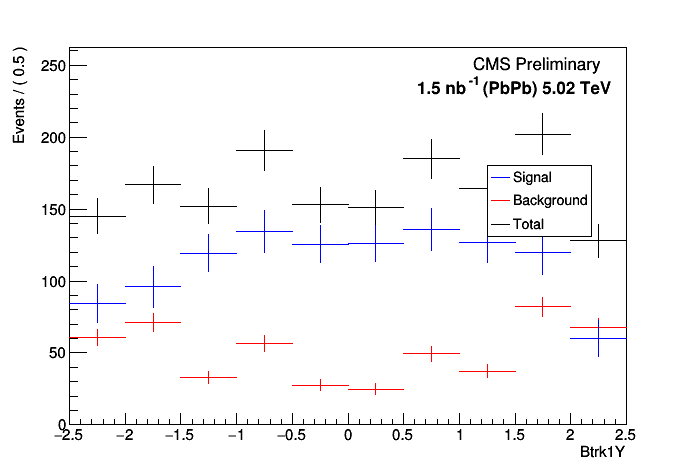 CMS Preliminary
1.5 nb-1 (PbPb) 5.02 TeV
Events / ( 0.5 )
250
200
150
100
50
0
Signal
Background
Total
−2.5 −2 −1.5 −1 −0.5 0 0.5 1 1.5 2 2.5
Btrk1Y